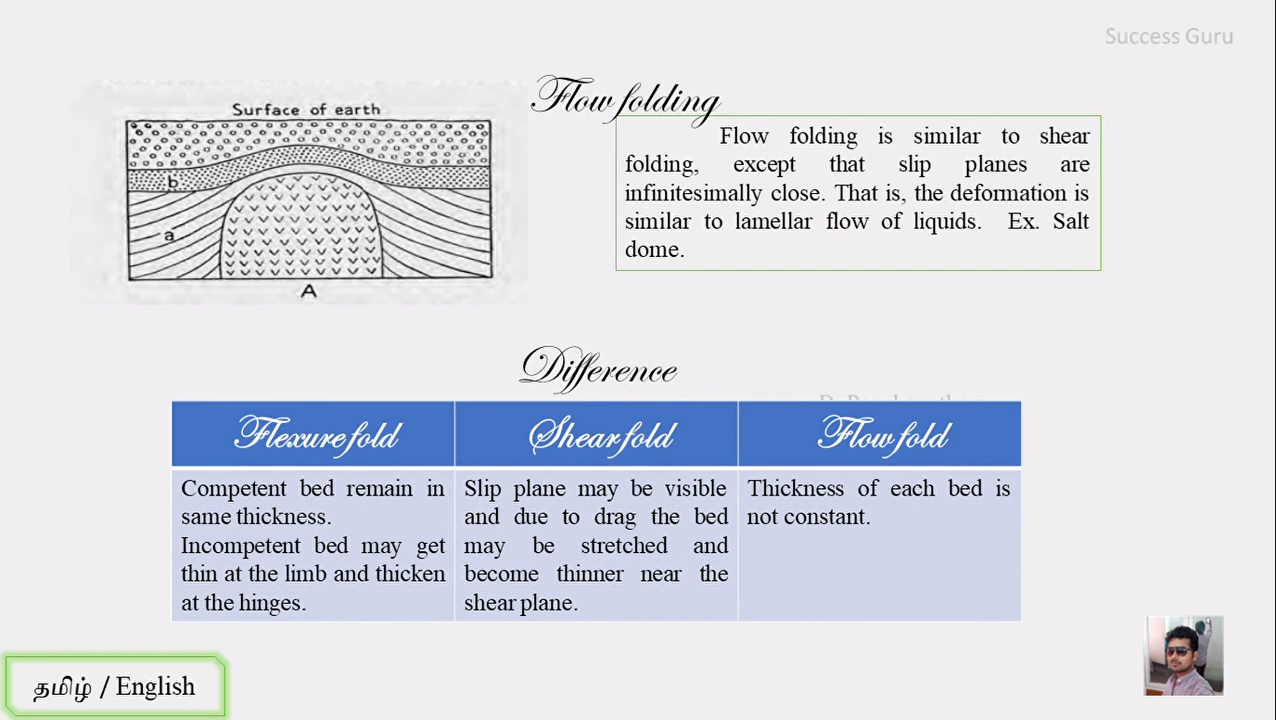 Success Guru
Surface of earth
b
a
A
Flow folding
Flow folding is similar to shear
folding, except that slip planes are
infinitesimally close. That is, the deformation is
similar to lamellar flow of liquids. Ex. Salt
dome.
Difference
Flexure fold
Shear fold
Flow fold
Competent bed remain in
same thickness.
Incompetent bed may get
thin at the limb and thicken
at the hinges.
Slip plane may be visible
and due to drag the bed
may be stretched and
become thinner near the
shear plane.
Thickness of each bed is
not constant.
தமிழ் / English